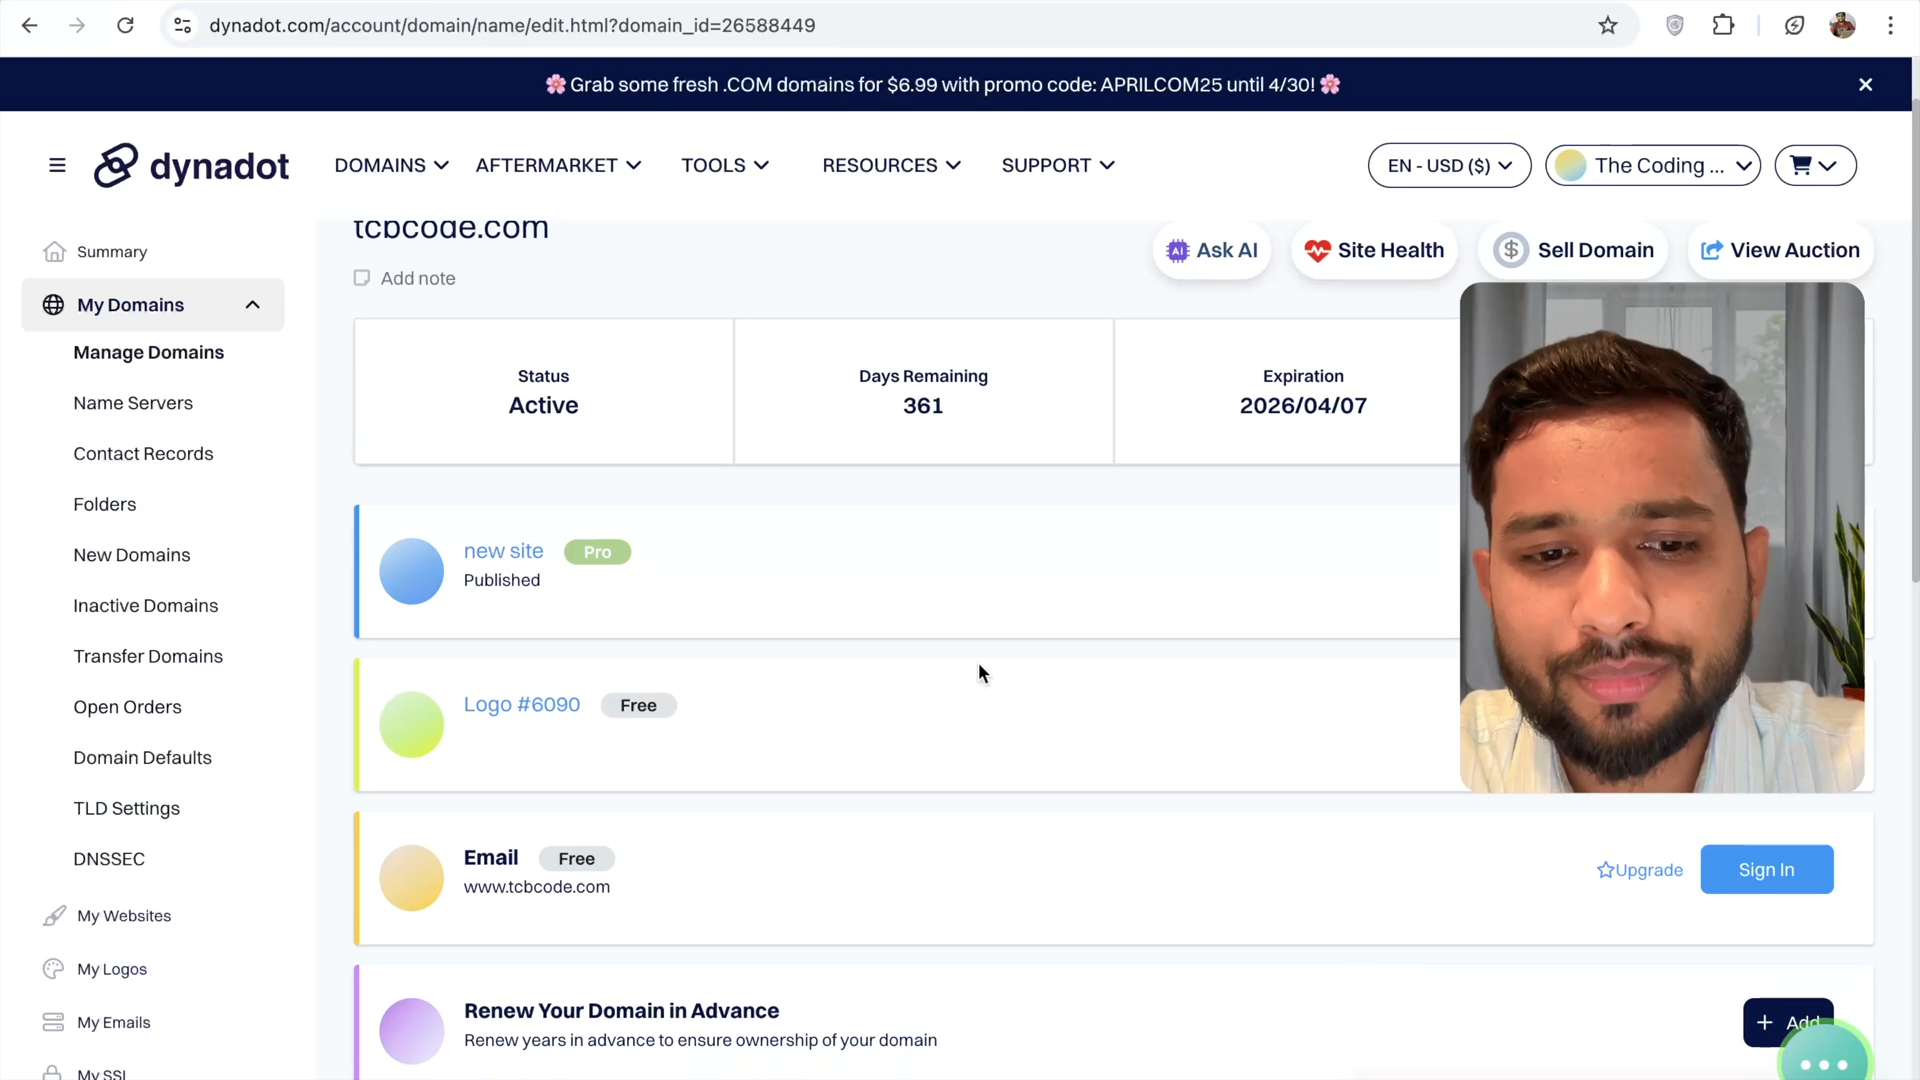 dynadot.com/account/domain/name/edit.html?domain_id=26588449
🌸 Grab some fresh .COM domains for $6.99 with promo code: APRILCOM25 until 4/30! 🌸
dynadot
DOMAINS
AFTERMARKET
TOOLS
RESOURCES
SUPPORT
EN - USD ($)
The Coding ...
Summary
My Domains
Manage Domains
Name Servers
Contact Records
Folders
New Domains
Inactive Domains
Transfer Domains
Open Orders
Domain Defaults
TLD Settings
DNSSEC
My Websites
My Logos
My Emails
My SSL
tcbcode.com
Add note
AI Ask AI
Site Health
$ Sell Domain
View Auction
Status
Active
Days Remaining
361
Expiration
2026/04/07
new site Pro
Published
Logo #6090 Free
Email Free
www.tcbcode.com
Upgrade
Sign In
Renew Your Domain in Advance
Renew years in advance to ensure ownership of your domain
+ Add